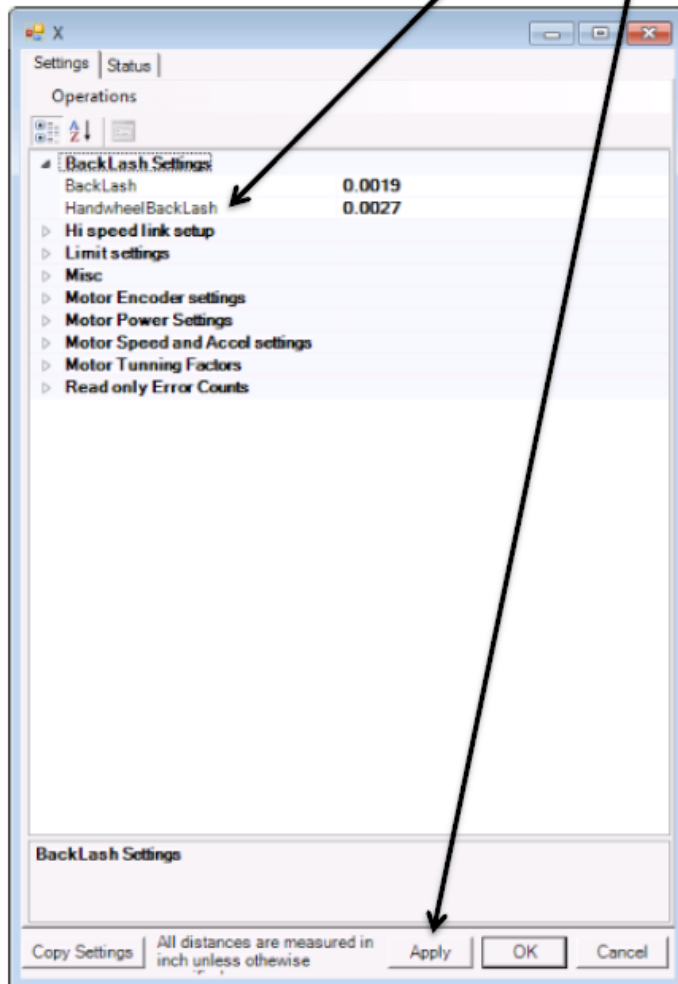 X
Settings Status
Operations
BackLash Settings
BackLash 0.0019
HandwheelBackLash 0.0027
Hi speed link setup
Limit settings
Misc
Motor Encoder settings
Motor Power Settings
Motor Speed and Accel settings
Motor Tunning Factors
Read only Error Counts
BackLash Settings
Copy Settings
All distances are measured in
inch unless othewise
Apply OK Cancel